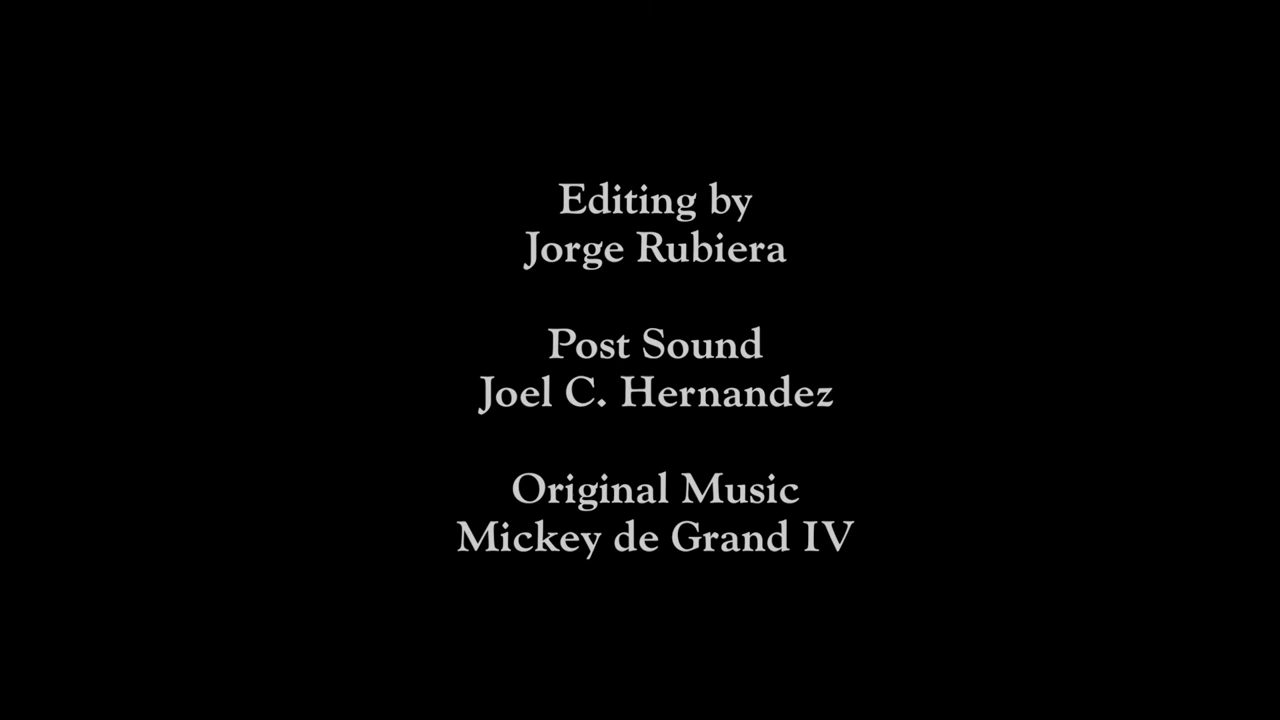 Editing by
Jorge Rubiera
Post Sound
Joel C. Hernandez
Original Music
Mickey de Grand IV